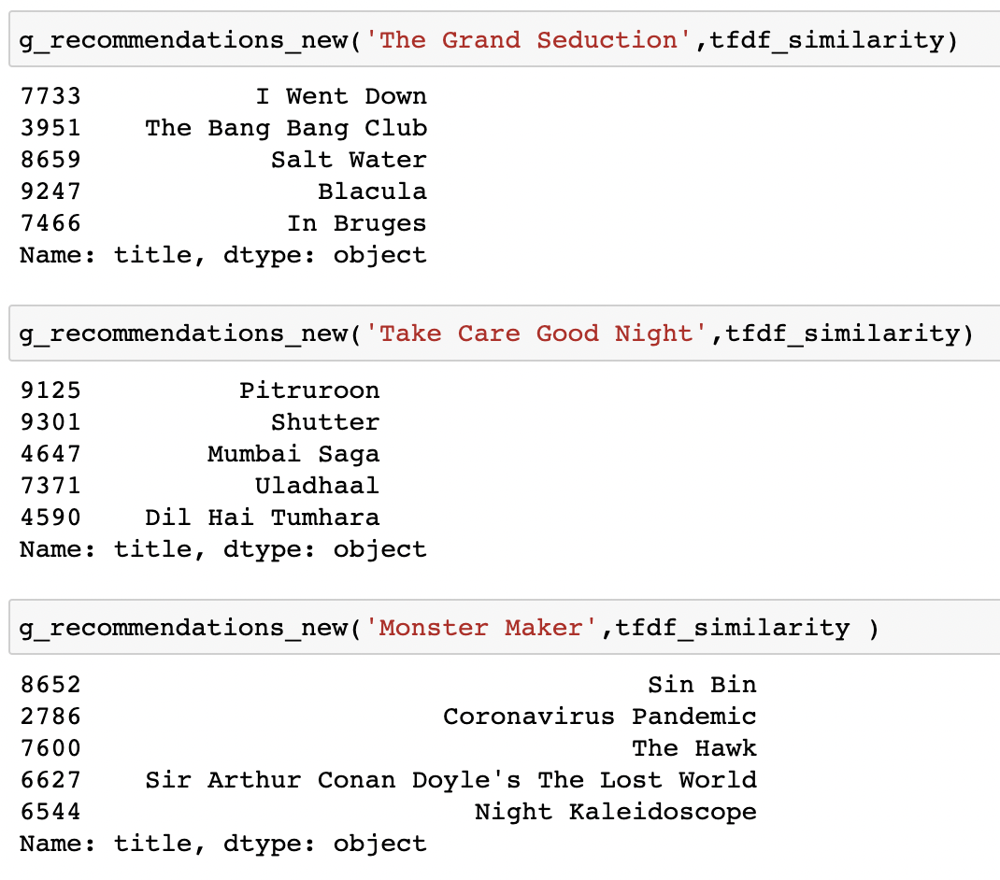 g_recommendations_new('The Grand Seduction',tfdf_similarity)
7733           I Went Down
3951    The Bang Bang Club
8659            Salt Water
9247               Blacula
7466             In Bruges
Name: title, dtype: object
g_recommendations_new('Take Care Good Night',tfdf_similarity)
9125          Pitruroon
9301            Shutter
4647        Mumbai Saga
7371           Uladhaal
4590    Dil Hai Tumhara
Name: title, dtype: object
g_recommendations_new('Monster Maker',tfdf_similarity )
8652                                    Sin Bin
2786                       Coronavirus Pandemic
7600                                   The Hawk
6627    Sir Arthur Conan Doyle's The Lost World
6544                         Night Kaleidoscope
Name: title, dtype: object